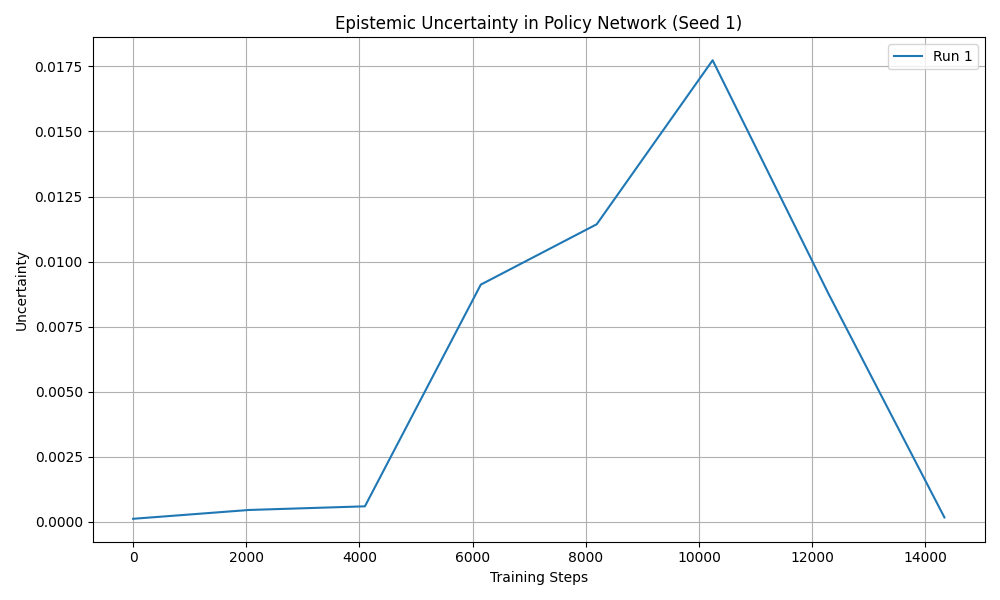 Epistemic Uncertainty in Policy Network (Seed 1)
Run 1
0.0175
0.0150
0.0125
0.0100
0.0075
0.0050
0.0025
0.0000
Uncertainty
0 2000 4000 6000 8000 10000 12000 14000
Training Steps